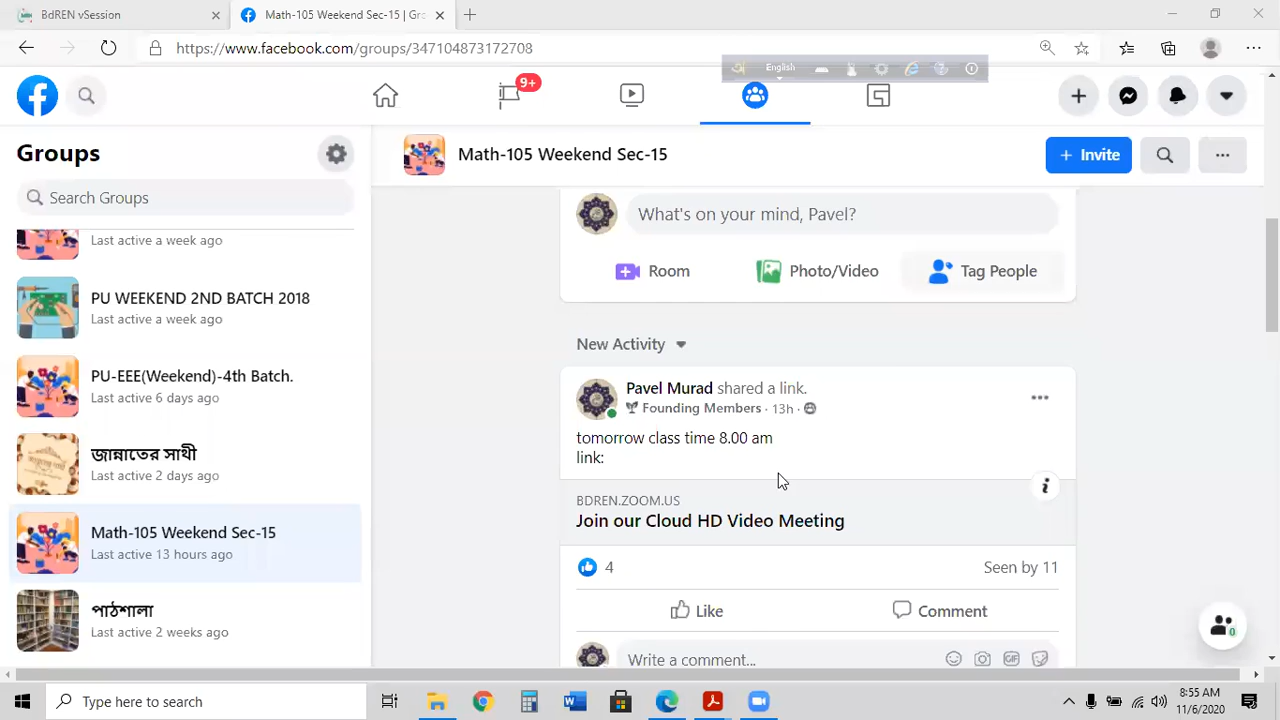 BdREN vSession
Math-105 Weekend Sec-15 | Gro
https://www.facebook.com/groups/347104873172708
English
9+
Groups
Math-105 Weekend Sec-15
+ Invite
Search Groups
Last active a week ago
PU WEEKEND 2ND BATCH 2018
Last active a week ago
PU-EEE(Weekend)-4th Batch.
Last active 6 days ago
জান্নাতের সাথী
Last active 2 days ago
Math-105 Weekend Sec-15
Last active 13 hours ago
পাঠশালা
Last active 2 weeks ago
What's on your mind, Pavel?
Room
Photo/Video
Tag People
New Activity
Pavel Murad shared a link.
Founding Members · 13h ·
tomorrow class time 8.00 am
link:
BDREN.ZOOM.US
Join our Cloud HD Video Meeting
4
Seen by 11
Like
Comment
Write a comment...
GIF
0
Type here to search
8:55 AM
11/6/2020